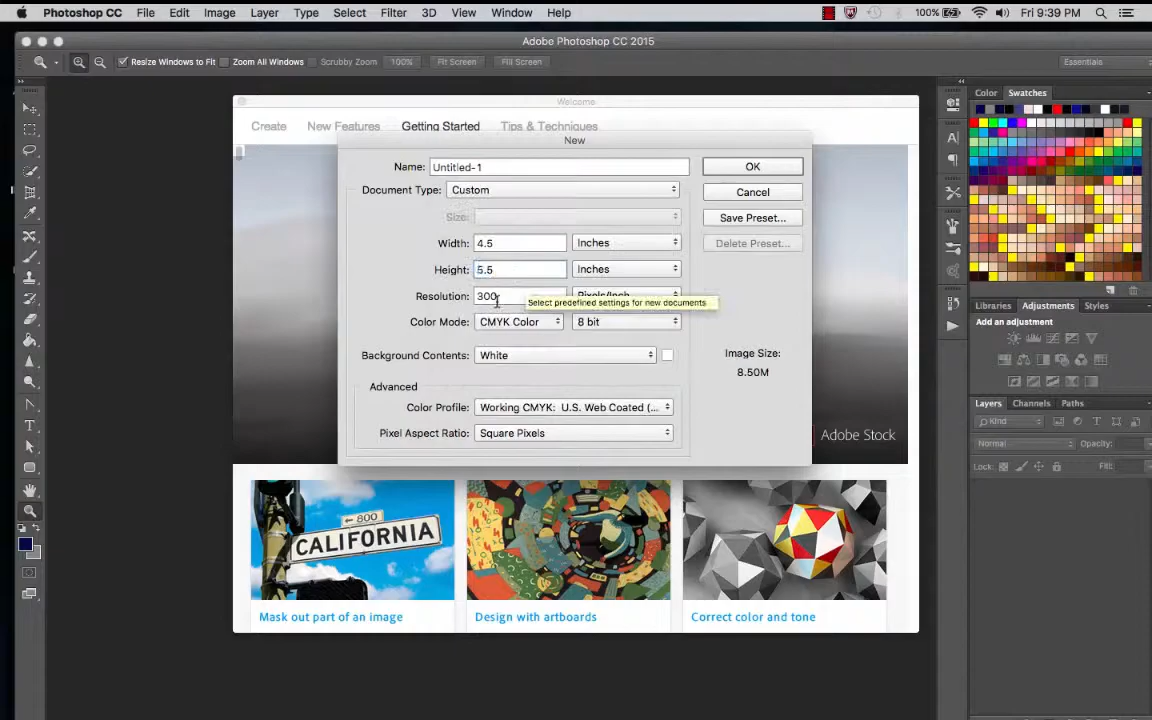 Photoshop CC File Edit Image Layer Type Select Filter 3D View Window Help 100% Fri 9:39 PM
Adobe Photoshop CC 2015
Resize Windows to Fit Zoom All Windows Scrubby Zoom 100% Fit Screen Fill Screen Essentials
Welcome
Create New Features Getting Started Tips & Techniques
New
Name: Untitled-1 OK
Document Type: Custom Cancel
Size: Save Preset...
Width: 4.5 Inches Delete Preset...
Height: 5.5 Inches
Resolution: 300 Pixels/Inch
Select predefined settings for new documents
Color Mode: CMYK Color 8 bit
Background Contents: White
Image Size:
8.50M
Advanced
Color Profile: Working CMYK: U.S. Web Coated (...
Pixel Aspect Ratio: Square Pixels
Adobe Stock
800
CALIFORNIA
Mask out part of an image Design with artboards Correct color and tone
Color Swatches
Libraries Adjustments Styles
Add an adjustment
Layers Channels Paths
Kind
Normal Opacity:
Lock: Fill: